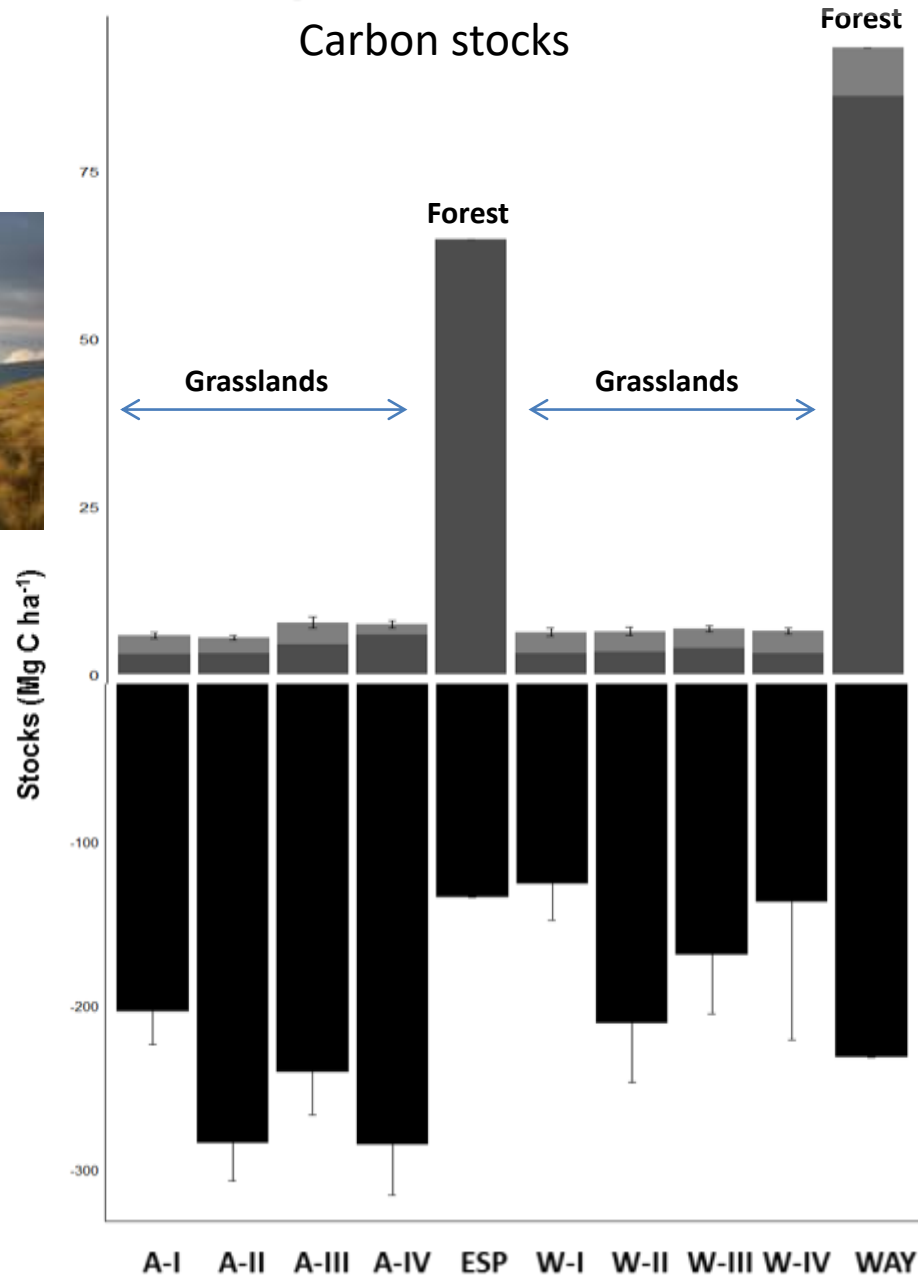 Carbon stocks
Forest
75
Forest
50
Grasslands
Grasslands
25
0
Stocks (Mg C ha⁻¹)
-100
-200
-300
A-I A-II A-III A-IV ESP W-I W-II W-III W-IV WAY